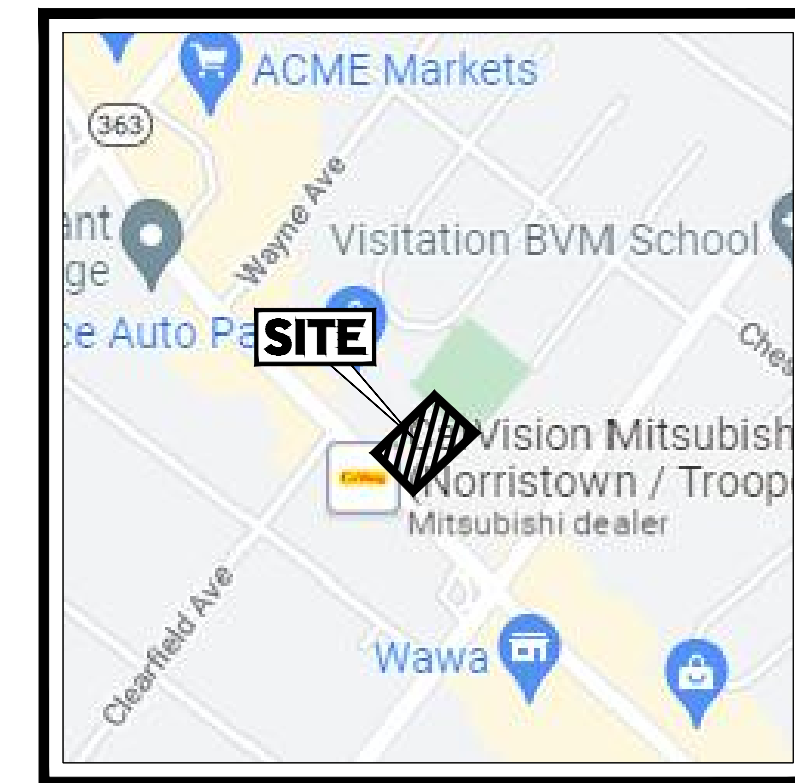 ACME Markets
363
Wayne Ave
ant
ge
Visitation BVM School
ce Auto Pa
SITE
Ches
Vision Mitsubish
(Norristown / Troope
Mitsubishi dealer
Clearfield Ave
Wawa